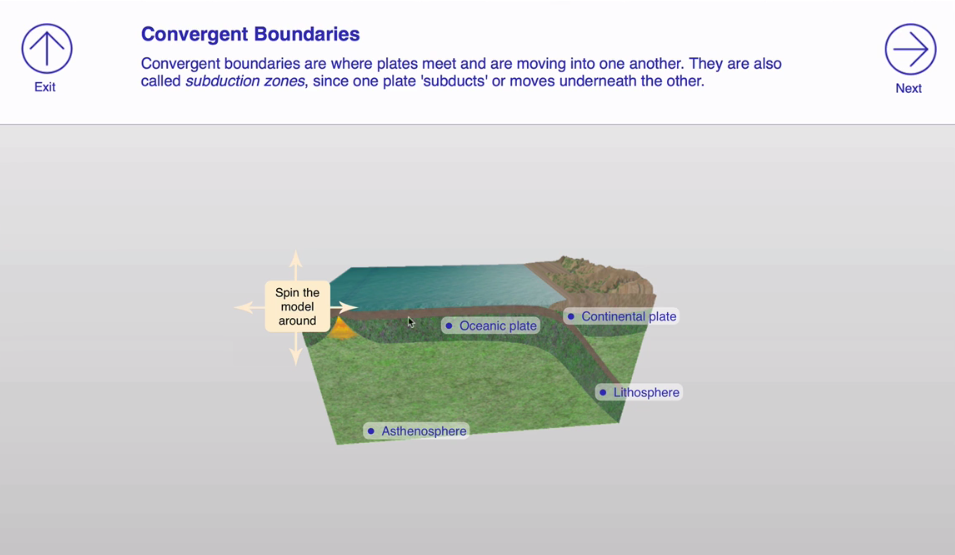 Convergent Boundaries
Convergent boundaries are where plates meet and are moving into one another. They are also
called subduction zones, since one plate 'subducts' or moves underneath the other.
Exit
Next
Spin the
model
around
Oceanic plate
Continental plate
Lithosphere
Asthenosphere